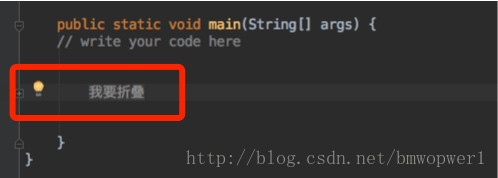 public static void main(String[] args) {
// write your code here
我要折叠
}
}
http://blog.csdn.net/bmwopwer1